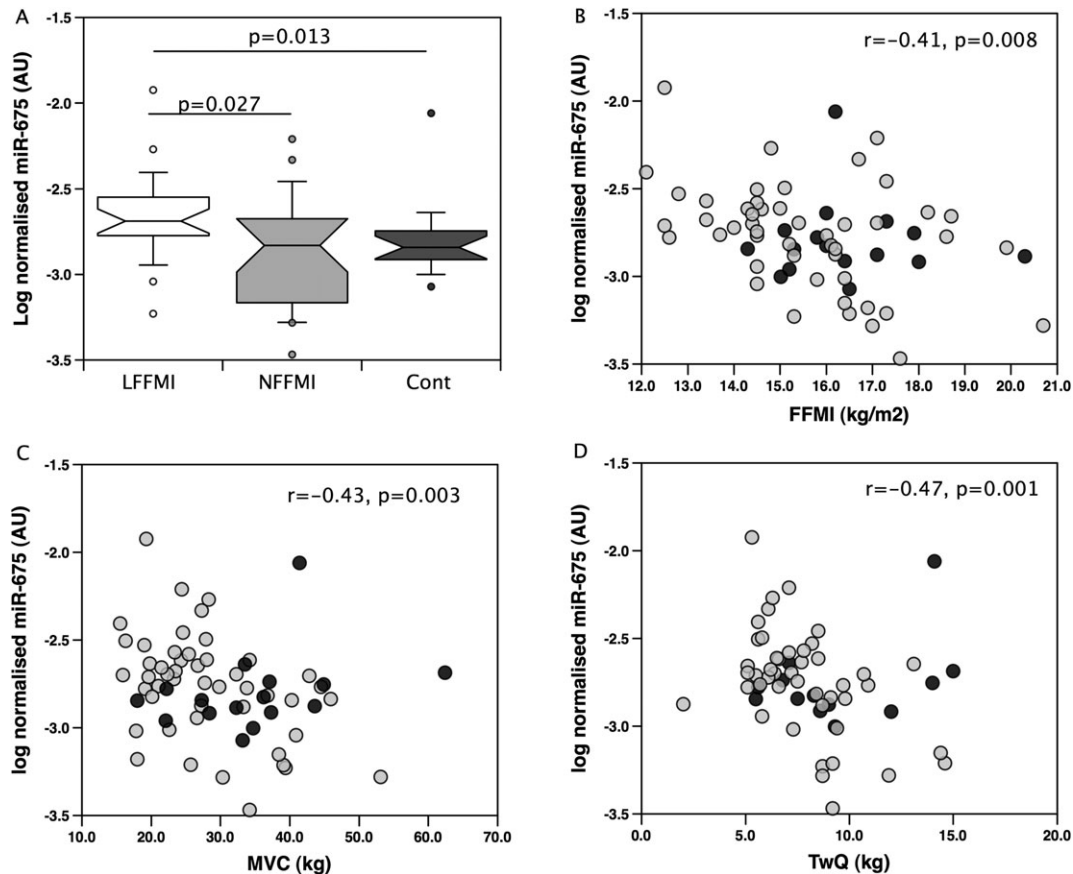 A
Log normalised miR-675 (AU)
-1.5
-2.0
-2.5
-3.0
-3.5
p=0.013
p=0.027
LFFMI NFFMI Cont
B
log normalised miR-675 (AU)
-1.5
-2.0
-2.5
-3.0
-3.5
r=-0.41, p=0.008
12.0 13.0 14.0 15.0 16.0 17.0 18.0 19.0 20.0 21.0
FFMI (kg/m2)
C
log normalised miR-675 (AU)
-1.5
-2.0
-2.5
-3.0
-3.5
r=-0.43, p=0.003
10.0 20.0 30.0 40.0 50.0 60.0 70.0
MVC (kg)
D
log normalised miR-675 (AU)
-1.5
-2.0
-2.5
-3.0
-3.5
r=-0.47, p=0.001
0.0 5.0 10.0 15.0 20.0
TwQ (kg)